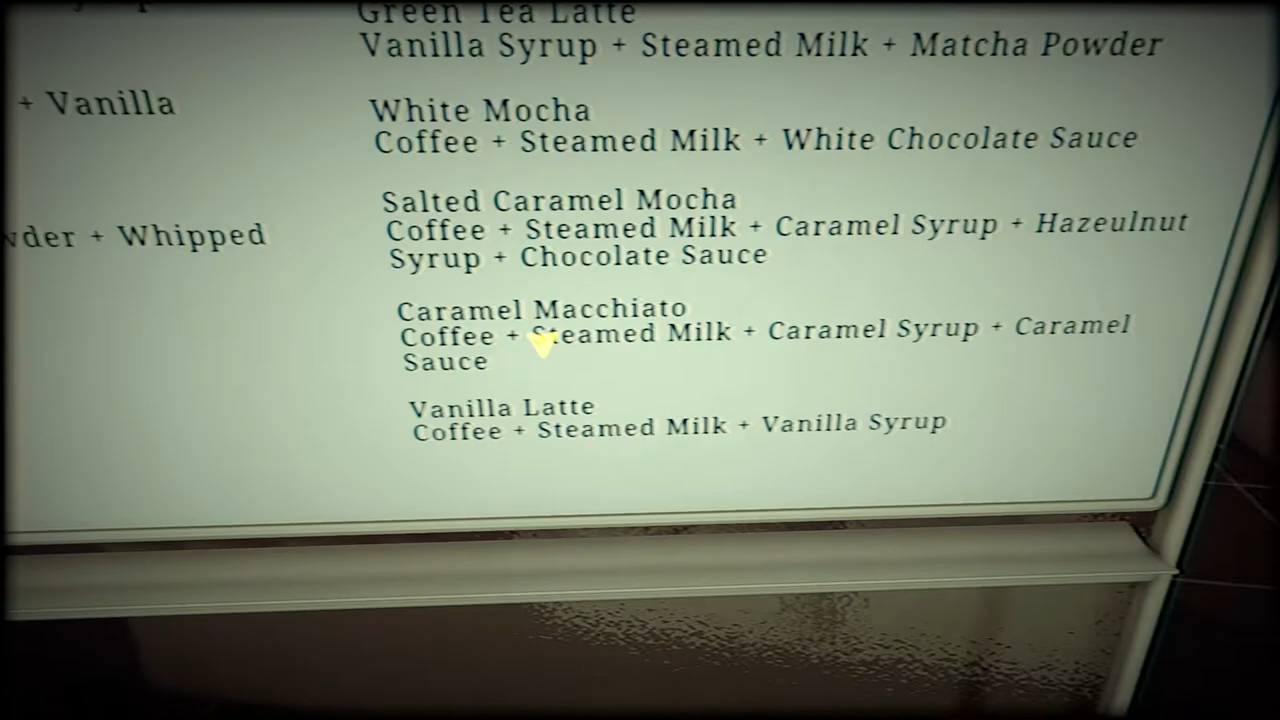 Green Tea Latte
Vanilla Syrup + Steamed Milk + Matcha Powder
+ Vanilla
White Mocha
Coffee + Steamed Milk + White Chocolate Sauce
Salted Caramel Mocha
Coffee + Steamed Milk + Caramel Syrup + Hazeulnut
+ Whipped
Syrup + Chocolate Sauce
Caramel Macchiato
Coffee + Steamed Milk + Caramel Syrup + Caramel
Sauce
Vanilla Latte
Coffee + Steamed Milk + Vanilla Syrup